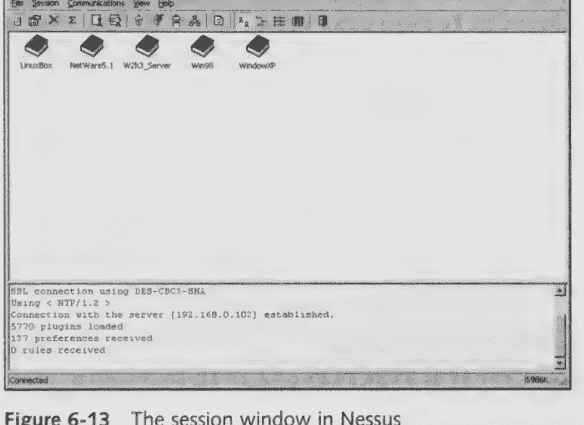 File Session Communications View Help
LinuxBox NetWare5.1 W2k3_Server Win98 WindowXP
SSL connection using DES-CBC3-SHA
Using < NTP/1.2 >
Connection with the server [192.168.0.102] established.
5770 plugins loaded
137 preferences received
0 rules received
Connected 5986K
Figure 6-13 The session window in Nessus